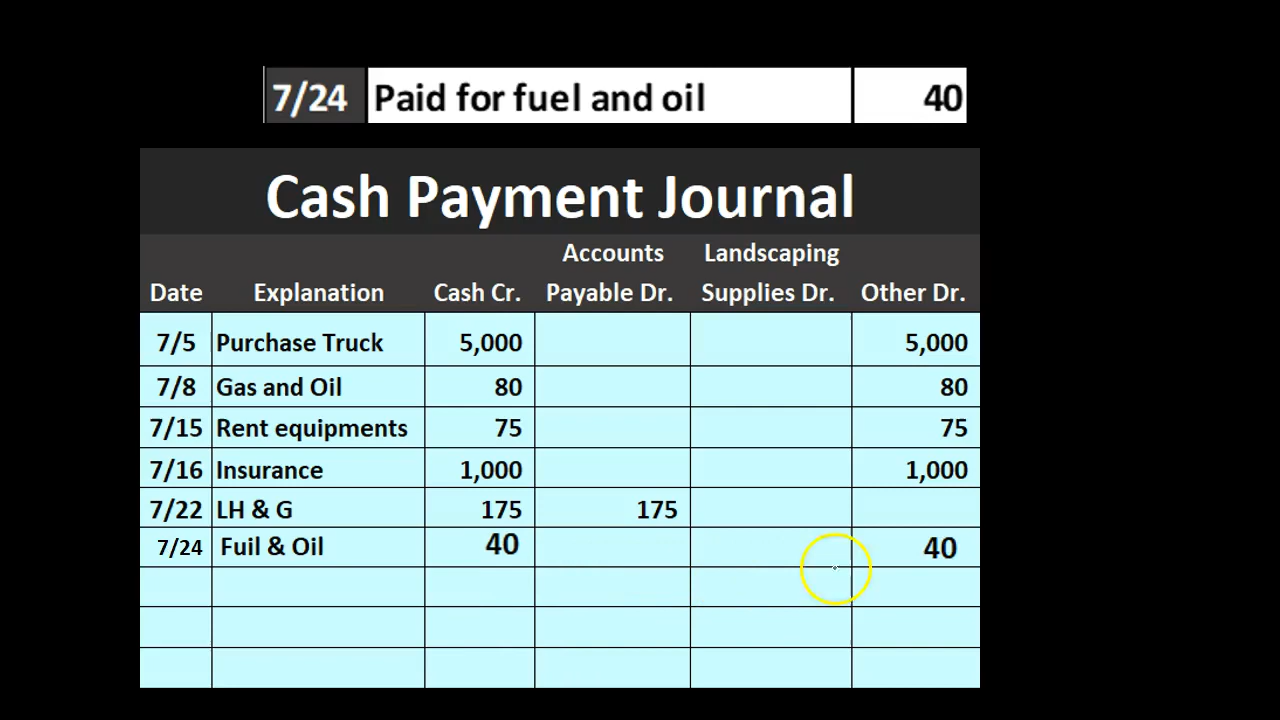 7/24 Paid for fuel and oil 40
Cash Payment Journal
Accounts Landscaping
Date Explanation Cash Cr. Payable Dr. Supplies Dr. Other Dr.
7/5 Purchase Truck 5,000 5,000
7/8 Gas and Oil 80 80
7/15 Rent equipments 75 75
7/16 Insurance 1,000 1,000
7/22 LH & G 175 175
7/24 Fuil & Oil 40 40